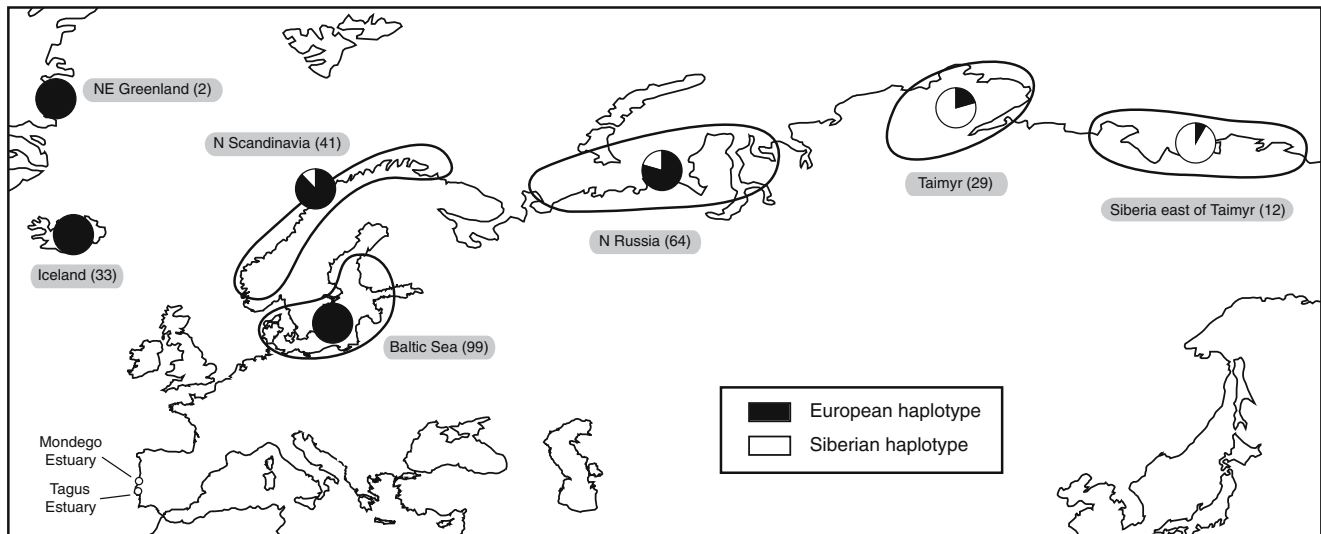 NE Greenland (2)
N Scandinavia (41)
Taimyr (29)
Siberia east of Taimyr (12)
N Russia (64)
Iceland (33)
Baltic Sea (99)
European haplotype
Siberian haplotype
Mondego
Estuary
Tagus
Estuary